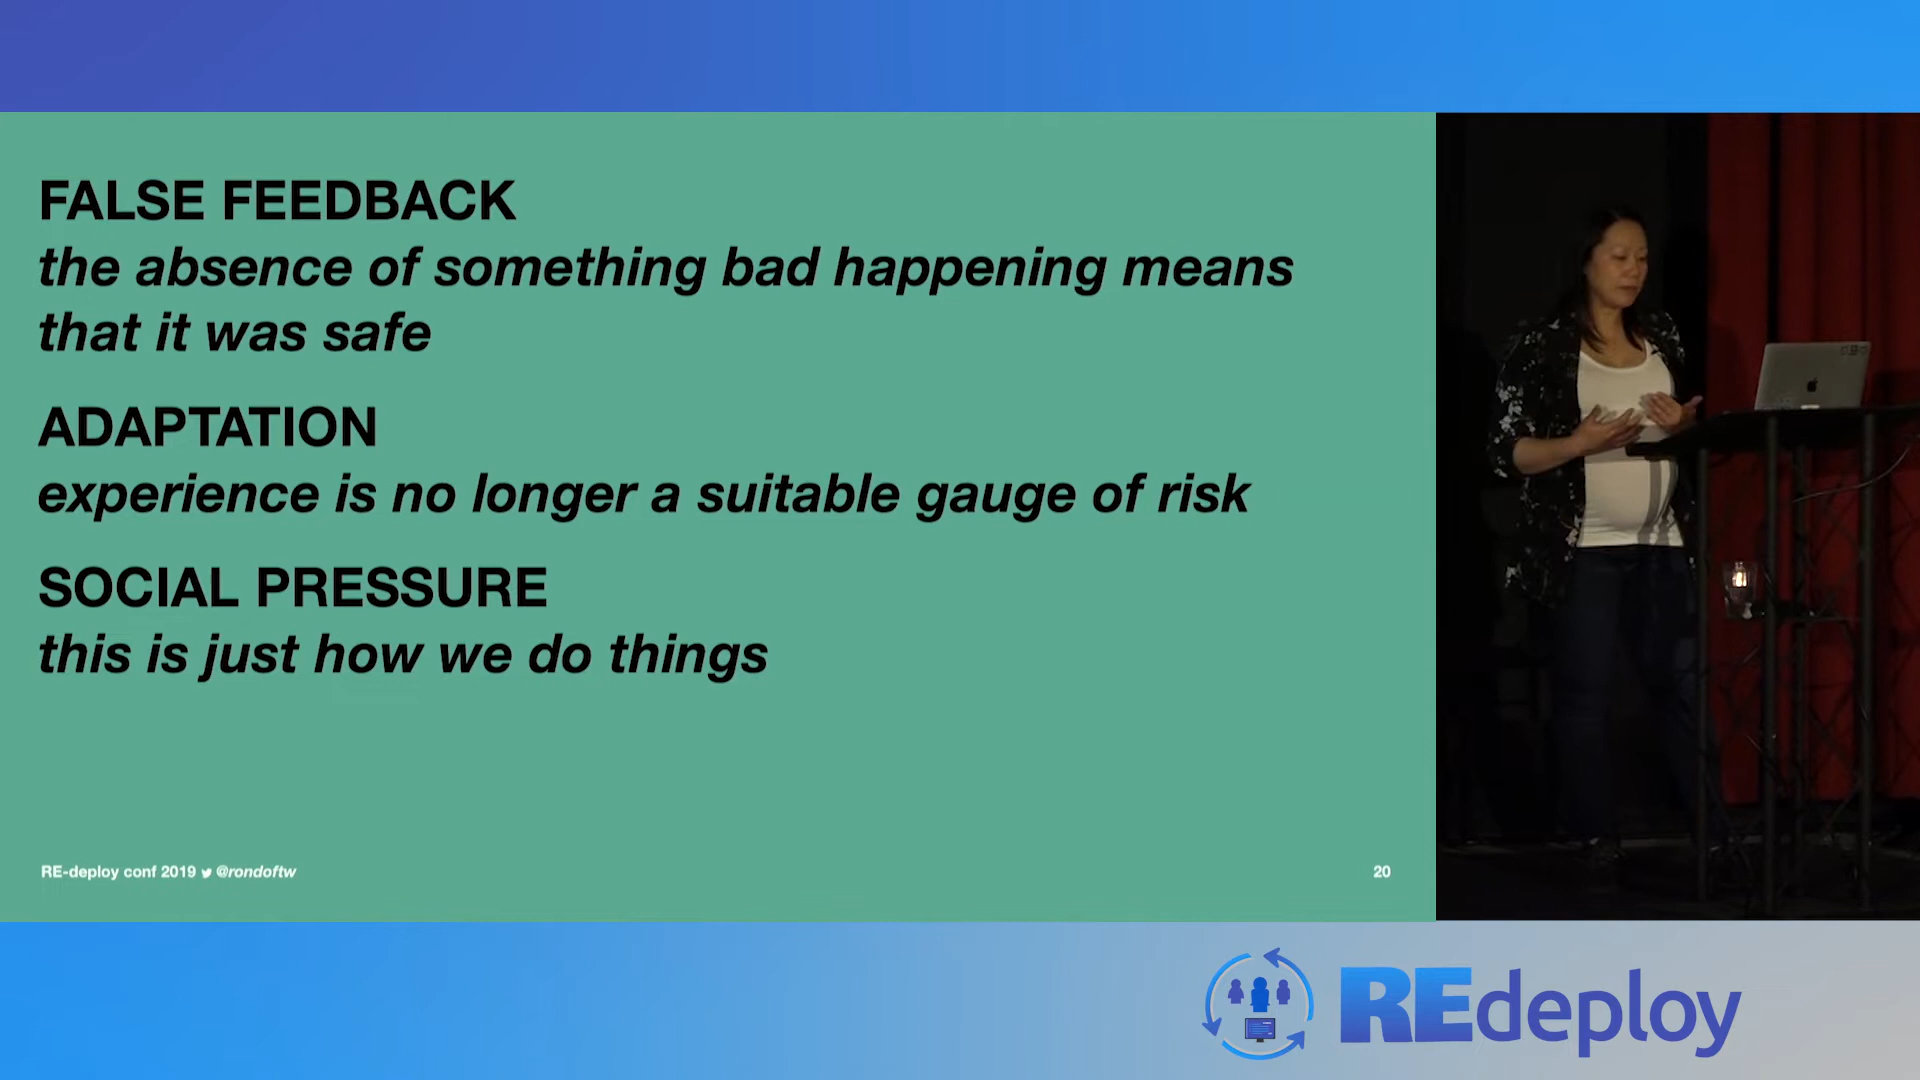 FALSE FEEDBACK
the absence of something bad happening means
that it was safe
ADAPTATION
experience is no longer a suitable gauge of risk
SOCIAL PRESSURE
this is just how we do things
RE-deploy conf 2019 @rondoftw
20
REdeploy